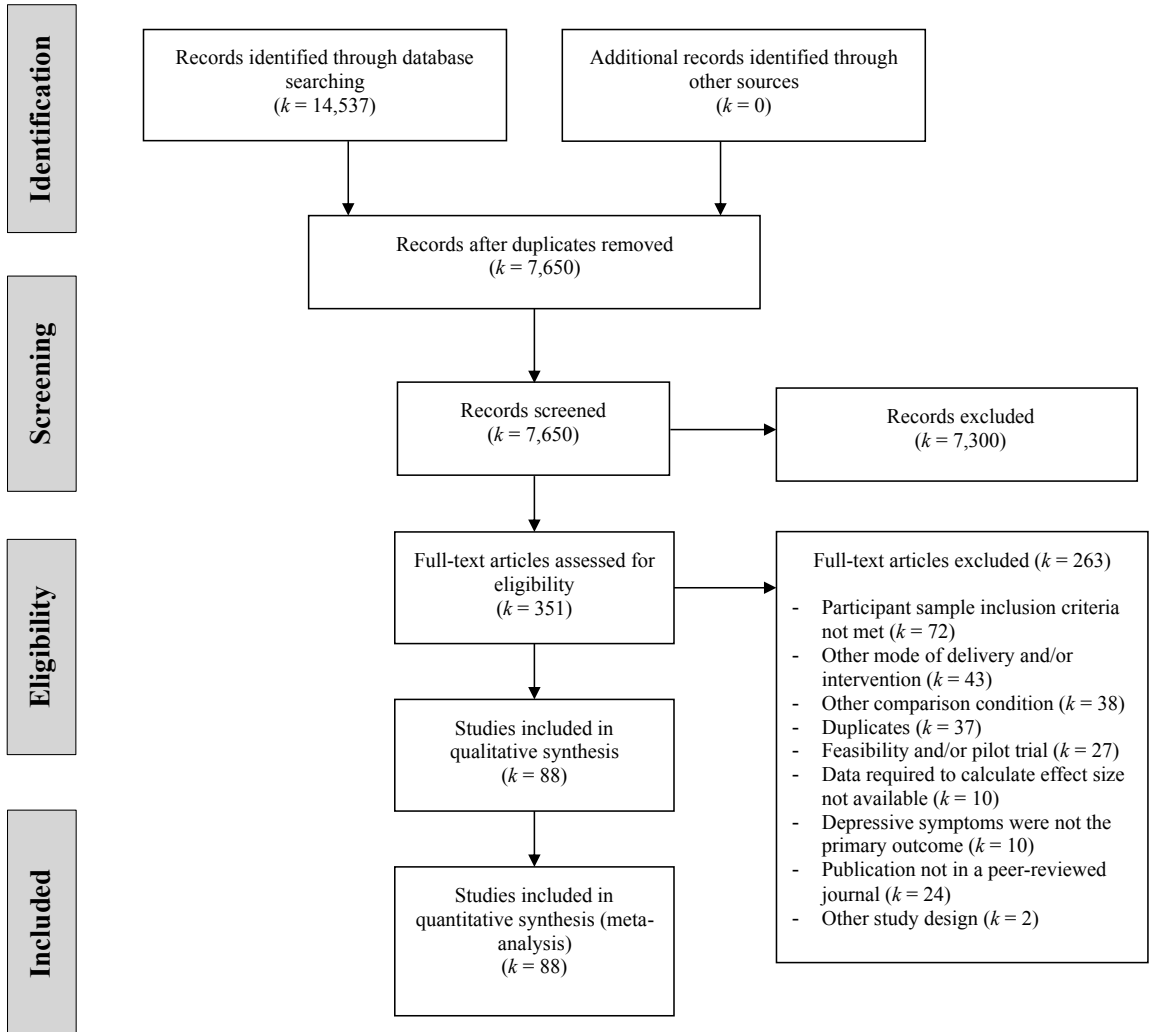 Identification
Records identified through database
searching
(k = 14,537)
Additional records identified through
other sources
(k = 0)
Records after duplicates removed
(k = 7,650)
Screening
Records screened
(k = 7,650)
Records excluded
(k = 7,300)
Eligibility
Full-text articles assessed for
eligibility
(k = 351)
Full-text articles excluded (k = 263)
- Participant sample inclusion criteria
not met (k = 72)
- Other mode of delivery and/or
intervention (k = 43)
- Other comparison condition (k = 38)
- Duplicates (k = 37)
- Feasibility and/or pilot trial (k = 27)
- Data required to calculate effect size
not available (k = 10)
- Depressive symptoms were not the
primary outcome (k = 10)
- Publication not in a peer-reviewed
journal (k = 24)
- Other study design (k = 2)
Studies included in
qualitative synthesis
(k = 88)
Included
Studies included in
quantitative synthesis (meta-
analysis)
(k = 88)